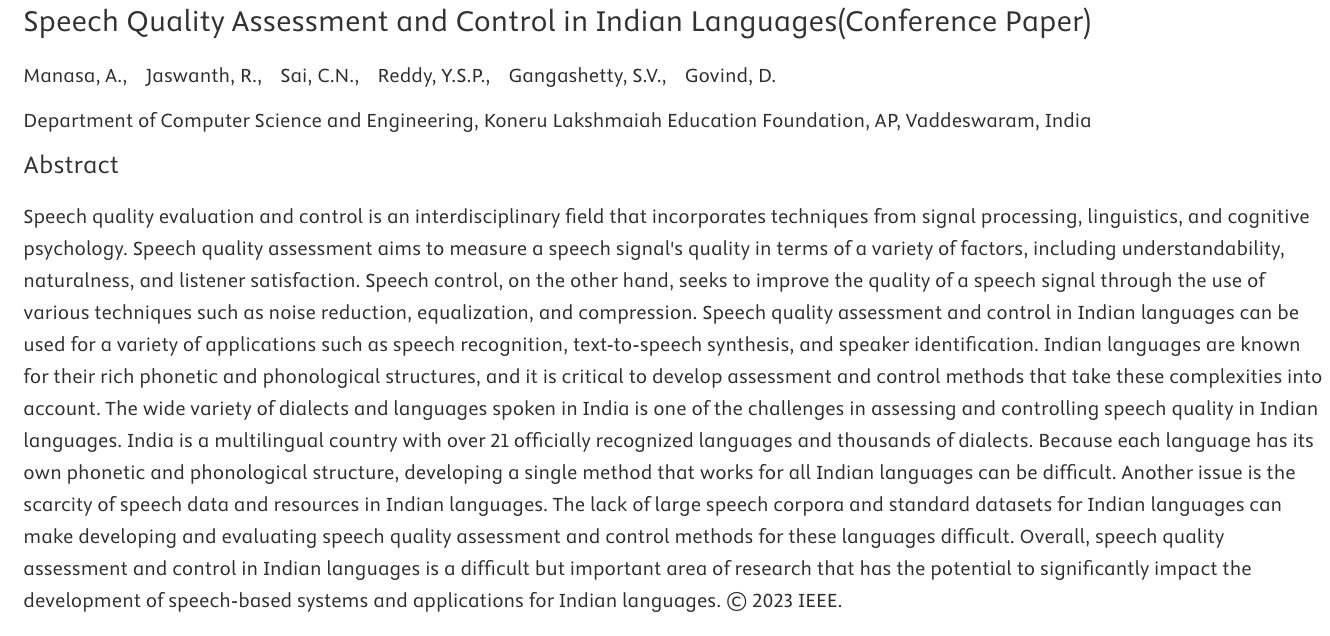 Speech Quality Assessment and Control in Indian Languages(Conference Paper)
Manasa, A., Jaswanth, R., Sai, C.N., Reddy, Y.S.P., Gangashetty, S.V., Govind, D.
Department of Computer Science and Engineering, Koneru Lakshmaiah Education Foundation, AP, Vaddeswaram, India
Abstract
Speech quality evaluation and control is an interdisciplinary field that incorporates techniques from signal processing, linguistics, and cognitive
psychology. Speech quality assessment aims to measure a speech signal's quality in terms of a variety of factors, including understandability,
naturalness, and listener satisfaction. Speech control, on the other hand, seeks to improve the quality of a speech signal through the use of
various techniques such as noise reduction, equalization, and compression. Speech quality assessment and control in Indian languages can be
used for a variety of applications such as speech recognition, text-to-speech synthesis, and speaker identification. Indian languages are known
for their rich phonetic and phonological structures, and it is critical to develop assessment and control methods that take these complexities into
account. The wide variety of dialects and languages spoken in India is one of the challenges in assessing and controlling speech quality in Indian
languages. India is a multilingual country with over 21 officially recognized languages and thousands of dialects. Because each language has its
own phonetic and phonological structure, developing a single method that works for all Indian languages can be difficult. Another issue is the
scarcity of speech data and resources in Indian languages. The lack of large speech corpora and standard datasets for Indian languages can
make developing and evaluating speech quality assessment and control methods for these languages difficult. Overall, speech quality
assessment and control in Indian languages is a difficult but important area of research that has the potential to significantly impact the
development of speech-based systems and applications for Indian languages. © 2023 IEEE.